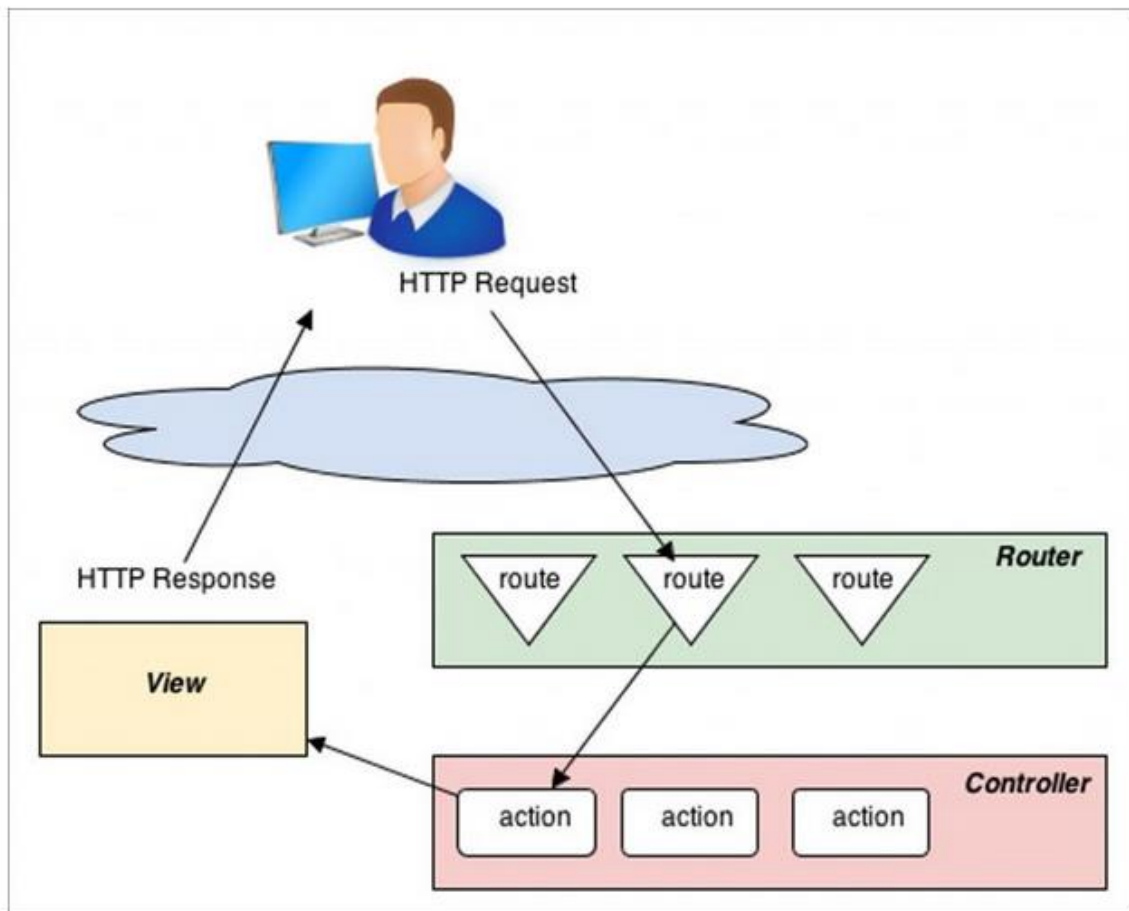 HTTP Request
HTTP Response
Router
route
route
route
View
Controller
action
action
action